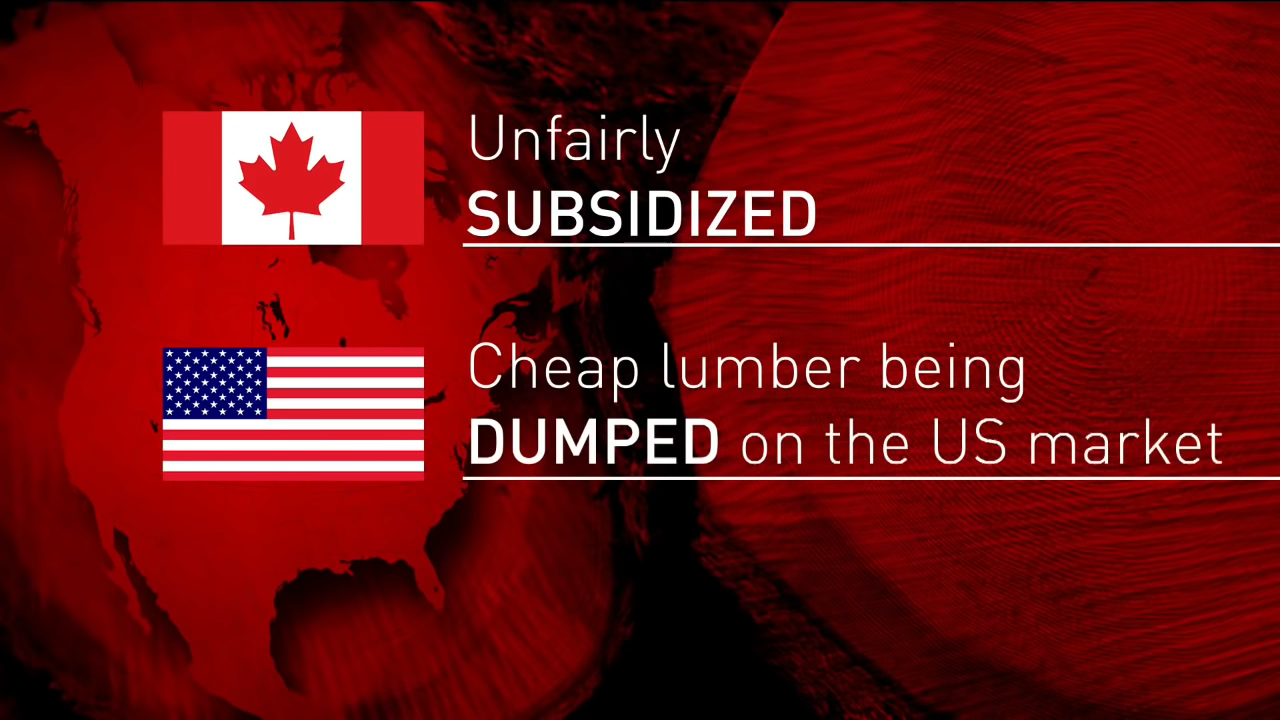 Unfairly
SUBSIDIZED
Cheap lumber being
DUMPED on the US market